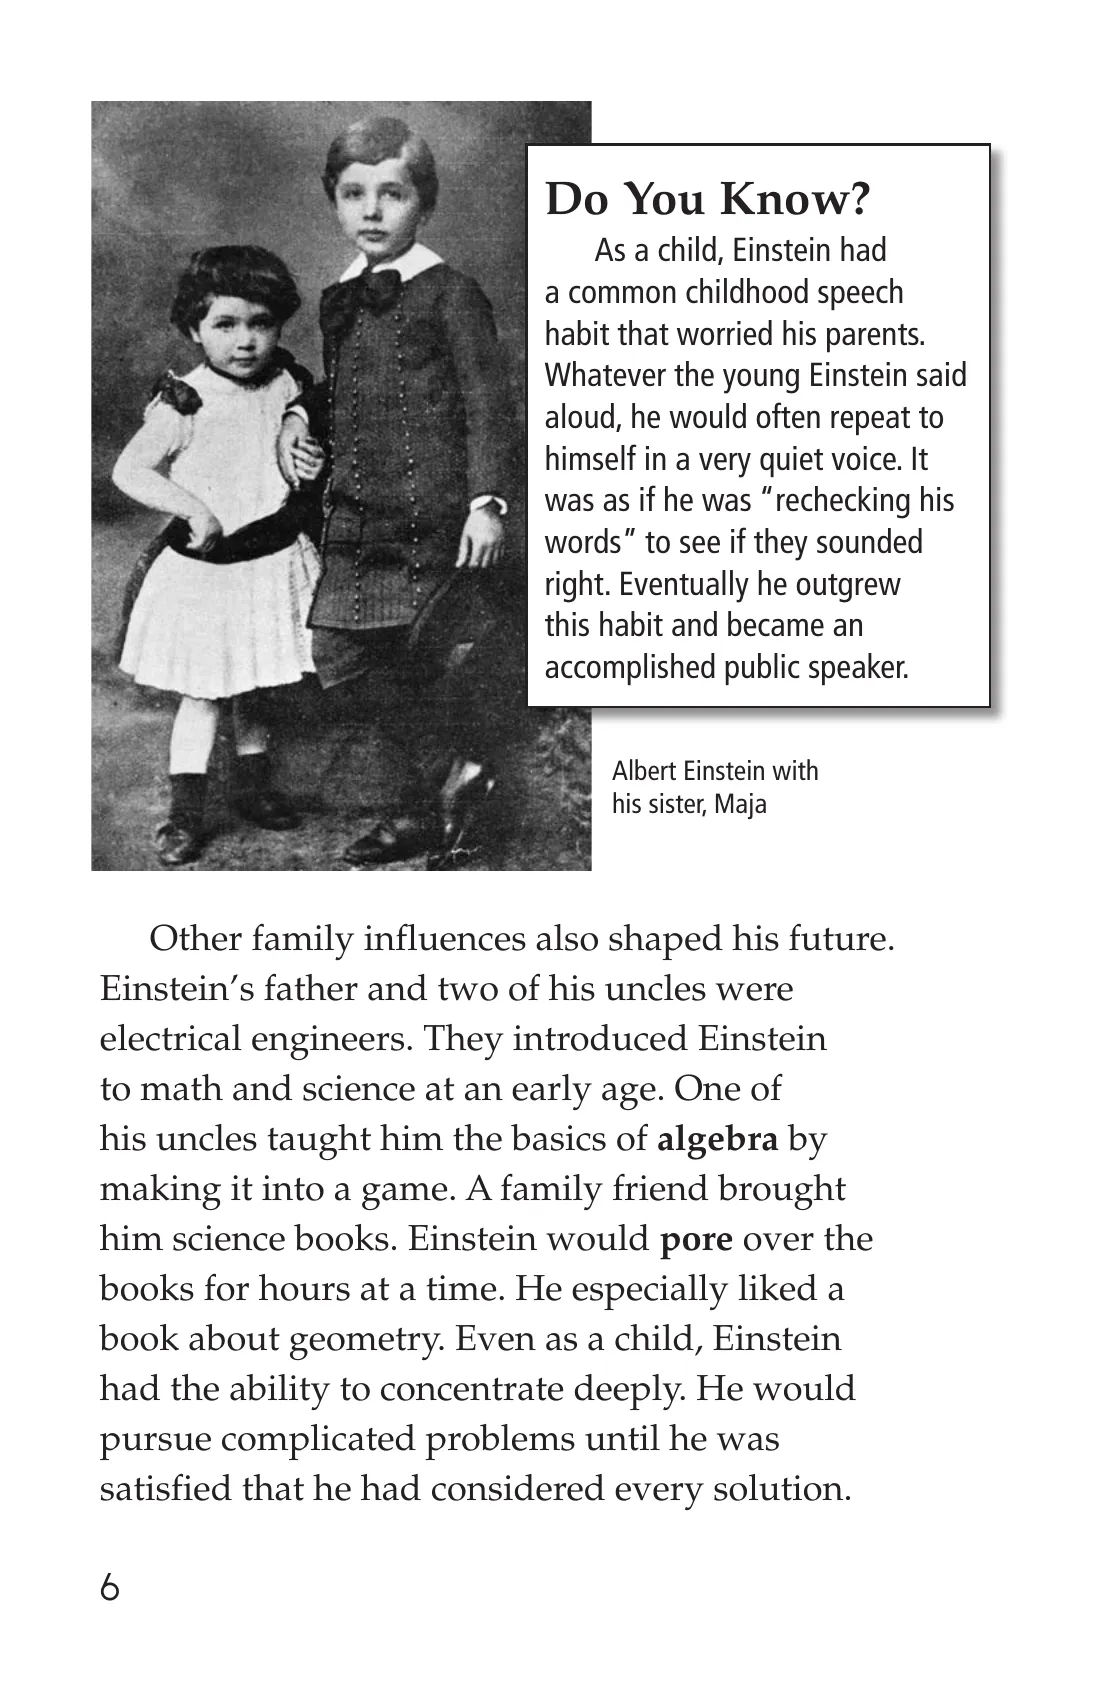 Do You Know?
As a child, Einstein had
a common childhood speech
habit that worried his parents.
Whatever the young Einstein said
aloud, he would often repeat to
himself in a very quiet voice. It
was as if he was “rechecking his
words” to see if they sounded
right. Eventually he outgrew
this habit and became an
accomplished public speaker.
Albert Einstein with
his sister, Maja
Other family influences also shaped his future.
Einstein’s father and two of his uncles were
electrical engineers. They introduced Einstein
to math and science at an early age. One of
his uncles taught him the basics of algebra by
making it into a game. A family friend brought
him science books. Einstein would pore over the
books for hours at a time. He especially liked a
book about geometry. Even as a child, Einstein
had the ability to concentrate deeply. He would
pursue complicated problems until he was
satisfied that he had considered every solution.
6